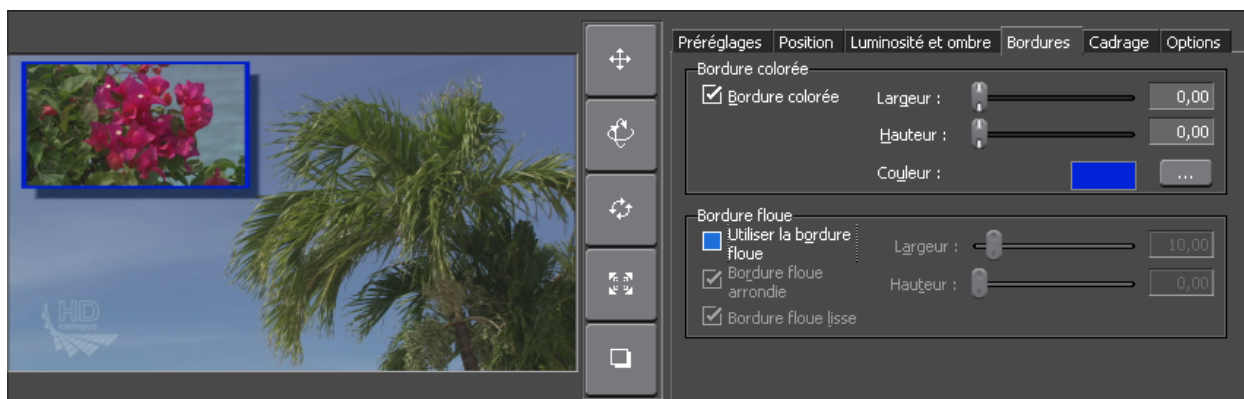 Préréglages Position Luminosité et ombre Bordures Cadrage Options
Bordure colorée
Bordure colorée
Largeur : 0,00
Hauteur : 0,00
Couleur : ...
Bordure floue
Utiliser la bordure
floue
Largeur : 10,00
Bordure floue
arrondie
Hauteur : 0,00
Bordure floue lisse
HD
canopus